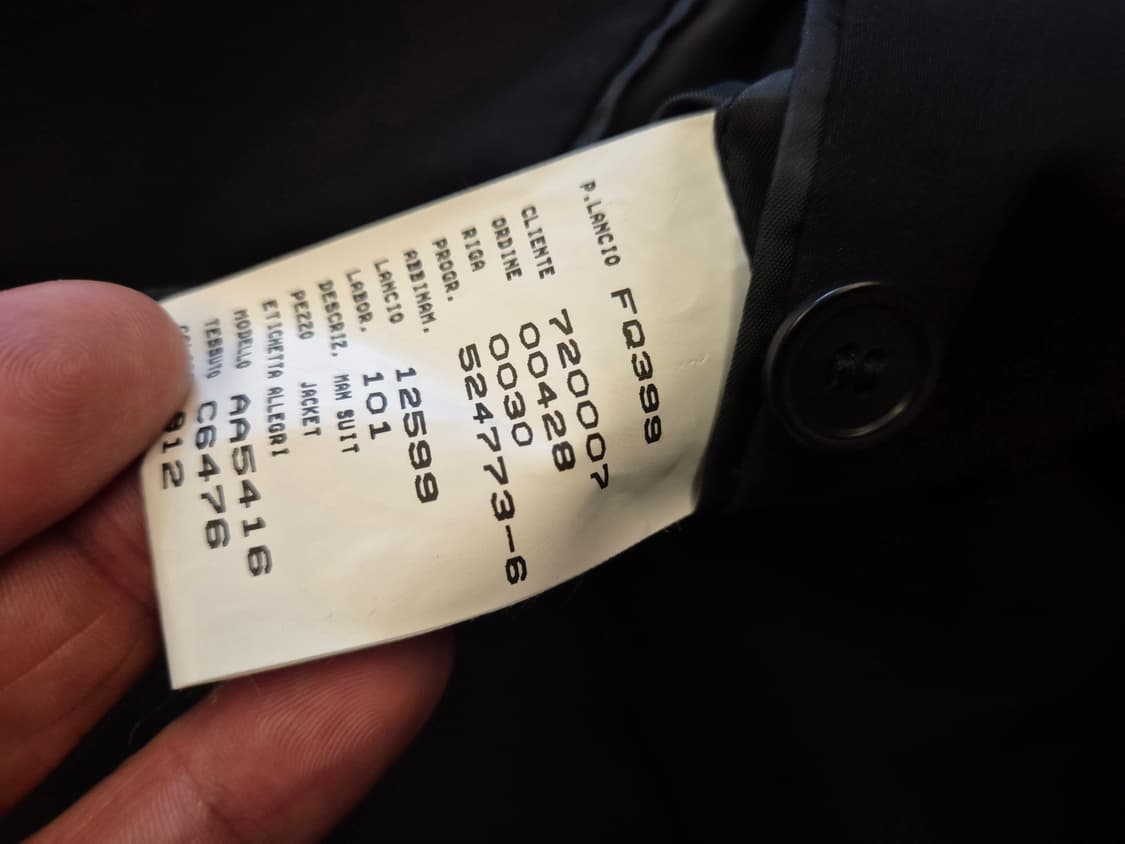 P.LANCIO FQ399
CLIENTE 720007
ORDINE 00428
RIGA 0030
PROGR. 524773-6
ABBINAM.
LANCIO 12599
LABOR. 101
DESCRIZ. MAN SUIT
PEZZO JACKET
ETICHETTA ALLEGRI
MODELLO AA5416
TESSUTO C6476